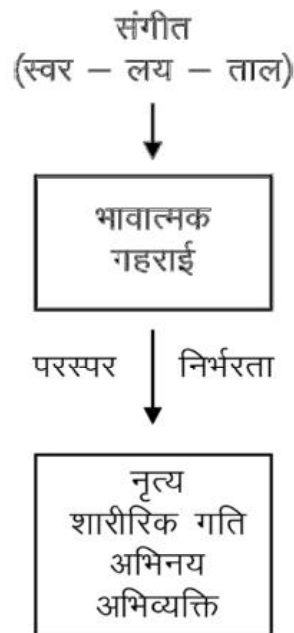 संगीत
(स्वर – लय – ताल)
भावात्मक
गहराई
परस्पर निर्भरता
नृत्य
शारीरिक गति
अभिनय
अभिव्यक्ति